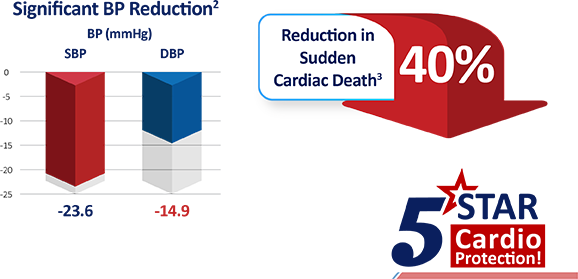 Significant BP Reduction²
BP (mmHg)
SBP DBP
0
-5
-10
-15
-20
-25
-23.6 -14.9
Reduction in
Sudden
Cardiac Death³
40%
5 STAR
Cardio
Protection!